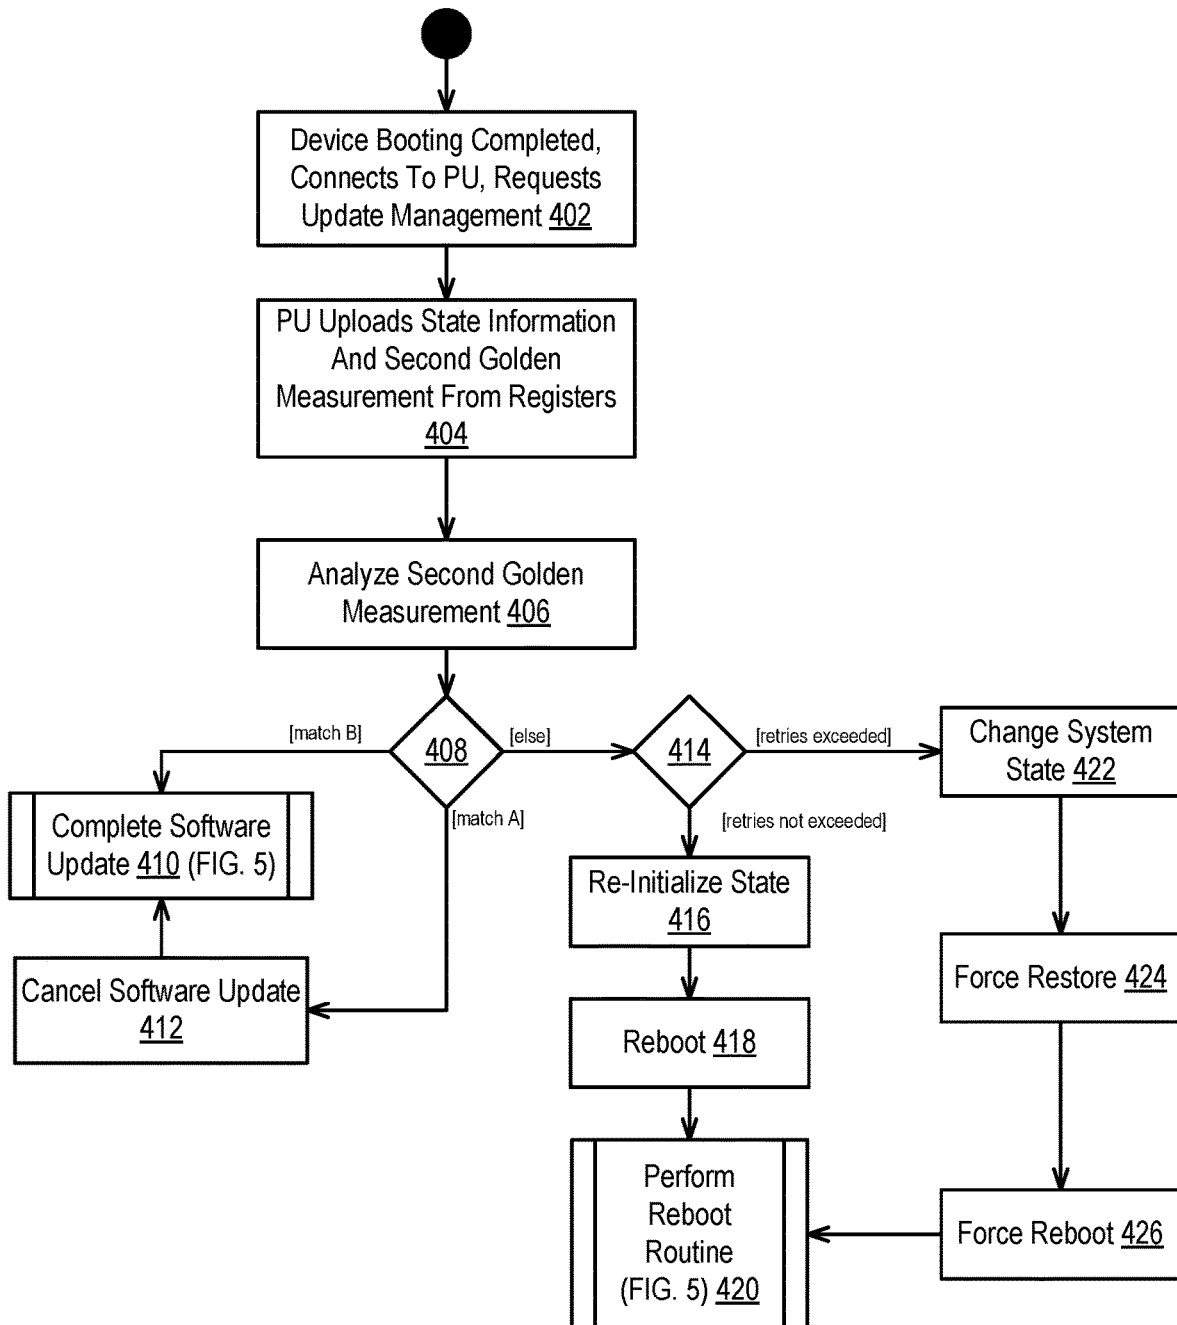 Device Booting Completed,
Connects To PU, Requests
Update Management 402
PU Uploads State Information
And Second Golden
Measurement From Registers
404
Analyze Second Golden
Measurement 406
[match B]
408
[else]
414
[retries exceeded]
Change System
State 422
[match A]
[retries not exceeded]
Complete Software
Update 410 (FIG. 5)
Re-Initialize State
416
Cancel Software Update
412
Force Restore 424
Reboot 418
Perform
Reboot
Routine
(FIG. 5) 420
Force Reboot 426